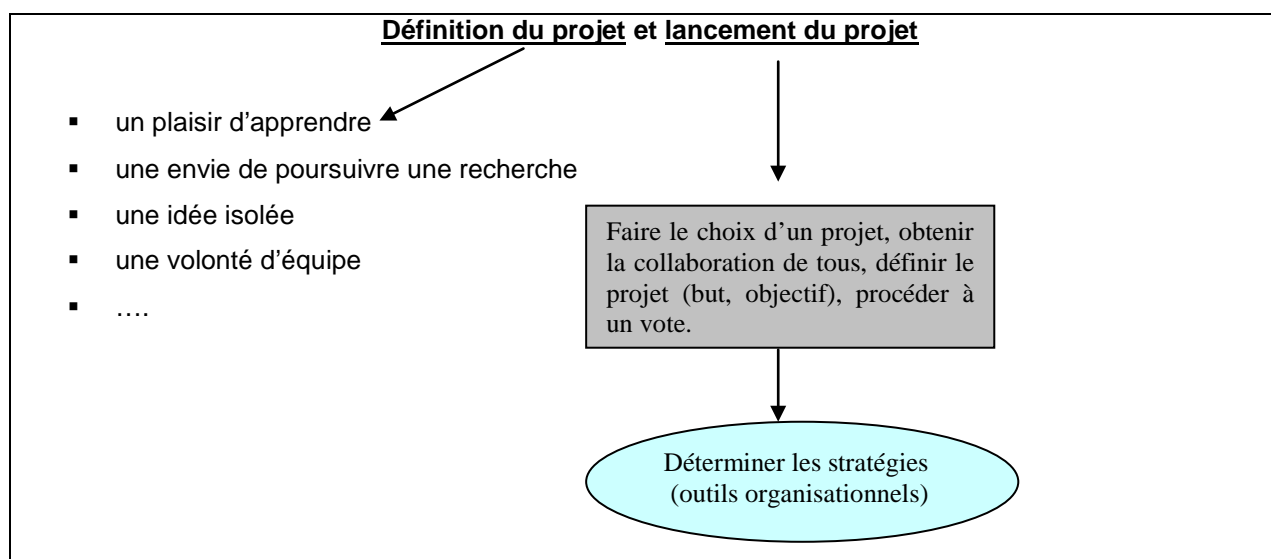 Définition du projet et lancement du projet
▪ un plaisir d'apprendre
▪ une envie de poursuivre une recherche
▪ une idée isolée
▪ une volonté d'équipe
▪ ….
Faire le choix d'un projet, obtenir
la collaboration de tous, définir le
projet (but, objectif), procéder à
un vote.
Déterminer les stratégies
(outils organisationnels)